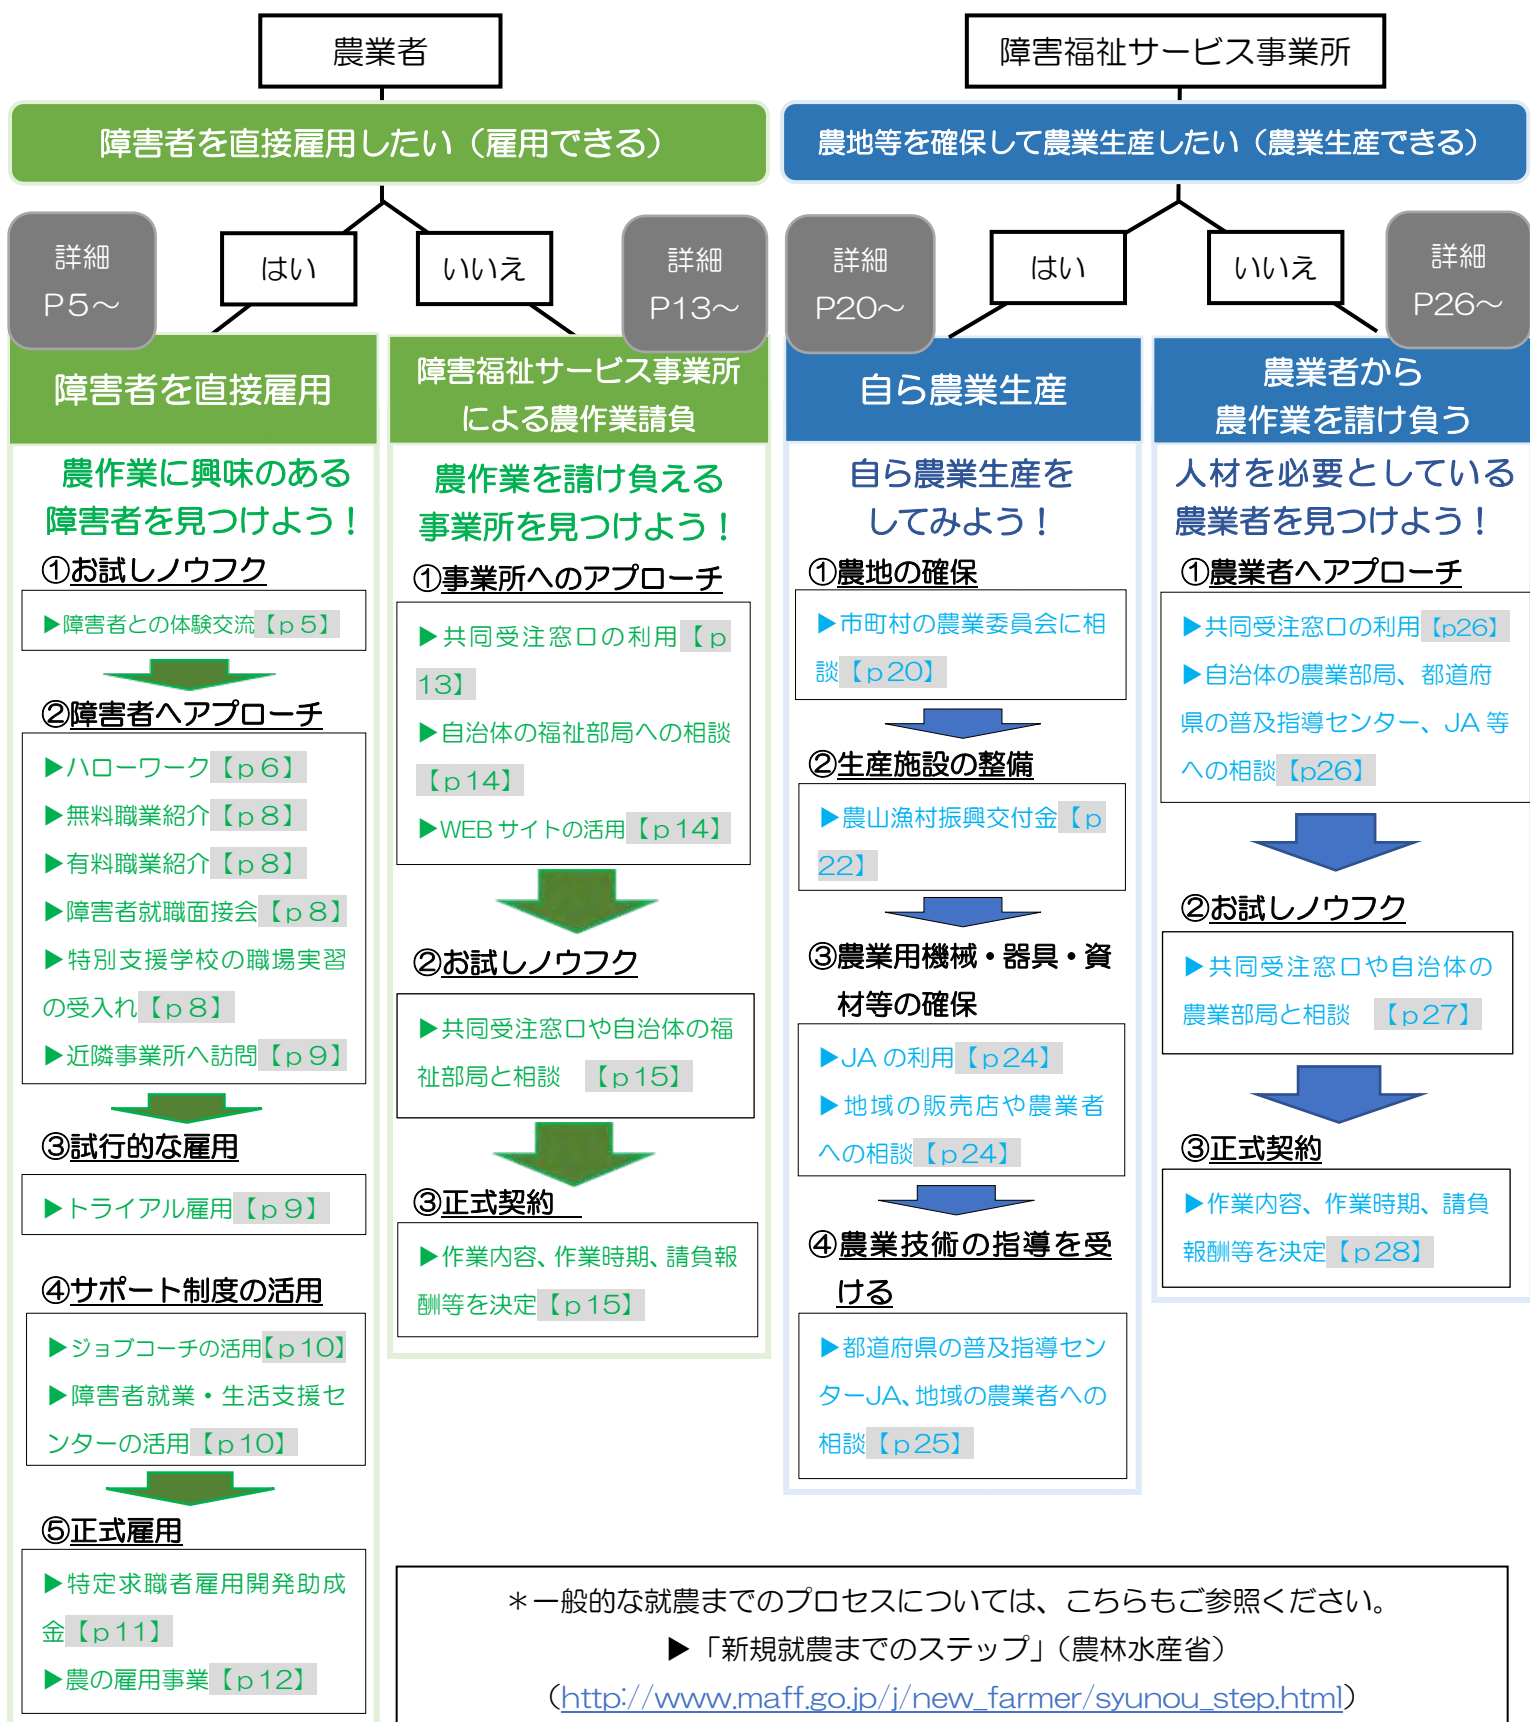 農業者
障害者を直接雇用したい（雇用できる）
はい
いいえ
詳細
P5～
詳細
P13～
障害者を直接雇用
農作業に興味のある
障害者を見つけよう！
①お試しノウフク
▶障害者との体験交流【p5】
②障害者へアプローチ
▶ハローワーク【p6】
▶無料職業紹介【p8】
▶有料職業紹介【p8】
▶障害者就職面接会【p8】
▶特別支援学校の職場実習
の受入れ【p8】
▶近隣事業所へ訪問【p9】
③試行的な雇用
▶トライアル雇用【p9】
④サポート制度の活用
▶ジョブコーチの活用【p10】
▶障害者就業・生活支援セ
ンターの活用【p10】
⑤正式雇用
▶特定求職者雇用開発助成
金【p11】
▶農の雇用事業【p12】
障害福祉サービス事業所
による農作業請負
農作業を請け負える
事業所を見つけよう！
①事業所へのアプローチ
▶共同受注窓口の利用【p
13】
▶自治体の福祉部局への相談
【p14】
▶WEBサイトの活用【p14】
②お試しノウフク
▶共同受注窓口や自治体の福
祉部局と相談　【p15】
③正式契約
▶作業内容、作業時期、請負報
酬等を決定【p15】
障害福祉サービス事業所
農地等を確保して農業生産したい（農業生産できる）
はい
いいえ
詳細
P20～
詳細
P26～
自ら農業生産
自ら農業生産を
してみよう！
①農地の確保
▶市町村の農業委員会に相
談【p20】
②生産施設の整備
▶農山漁村振興交付金【p
22】
③農業用機械・器具・資
材等の確保
▶JAの利用【p24】
▶地域の販売店や農業者
への相談【p24】
④農業技術の指導を受
ける
▶都道府県の普及指導セン
ターJA、地域の農業者への
相談【p25】
農業者から
農作業を請け負う
人材を必要としている
農業者を見つけよう！
①農業者へアプローチ
▶共同受注窓口の利用【p26】
▶自治体の農業部局、都道府
県の普及指導センター、JA等
への相談【p26】
②お試しノウフク
▶共同受注窓口や自治体の
農業部局と相談　【p27】
③正式契約
▶作業内容、作業時期、請負
報酬等を決定【p28】
＊一般的な就農までのプロセスについては、こちらもご参照ください。
▶「新規就農までのステップ」（農林水産省）
（http://www.maff.go.jp/j/new_farmer/syunou_step.html）